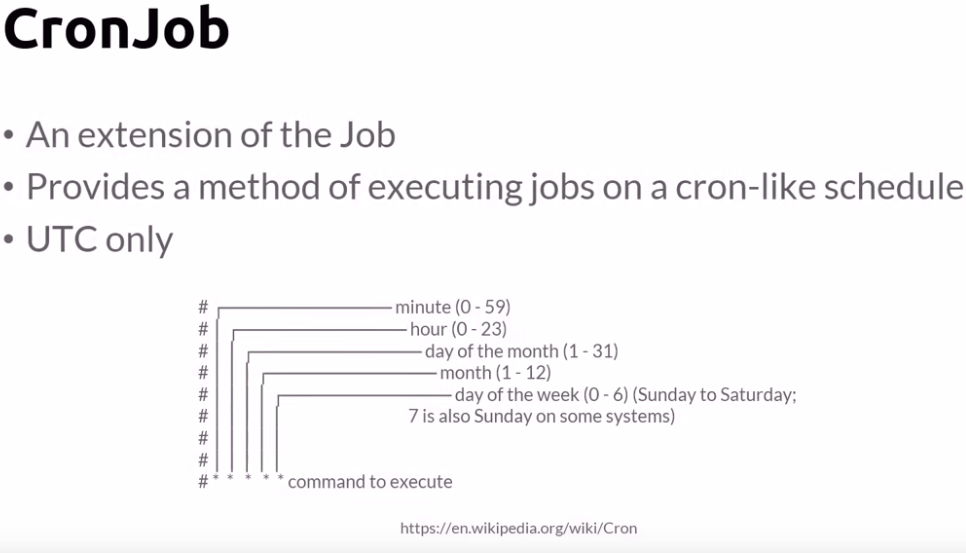 CronJob
• An extension of the Job
• Provides a method of executing jobs on a cron-like schedule
• UTC only
# minute (0 - 59)
# hour (0 - 23)
# day of the month (1 - 31)
# month (1 - 12)
# day of the week (0 - 6) (Sunday to Saturday;
# 7 is also Sunday on some systems)
#
#
# * * * * * command to execute
https://en.wikipedia.org/wiki/Cron